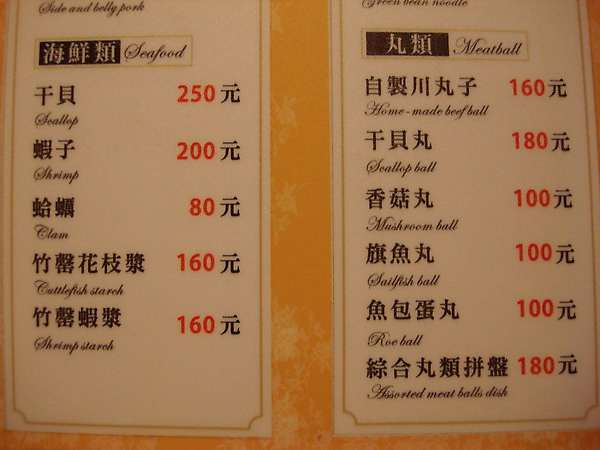 Side and belly pork
海鮮類 Seafood
干貝 250元
Scallop
蝦子 200元
Shrimp
蛤蠣 80元
Clam
竹罄花枝漿 160元
Cuttlefish starch
竹罄蝦漿 160元
Shrimp starch
Green bean noodle
丸類 Meatball
自製川丸子 160元
Home-made beef ball
干貝丸 180元
Scallop ball
香菇丸 100元
Mushroom ball
旗魚丸 100元
Sailfish ball
魚包蛋丸 100元
Roe ball
綜合丸類拼盤 180元
Assorted meat balls dish